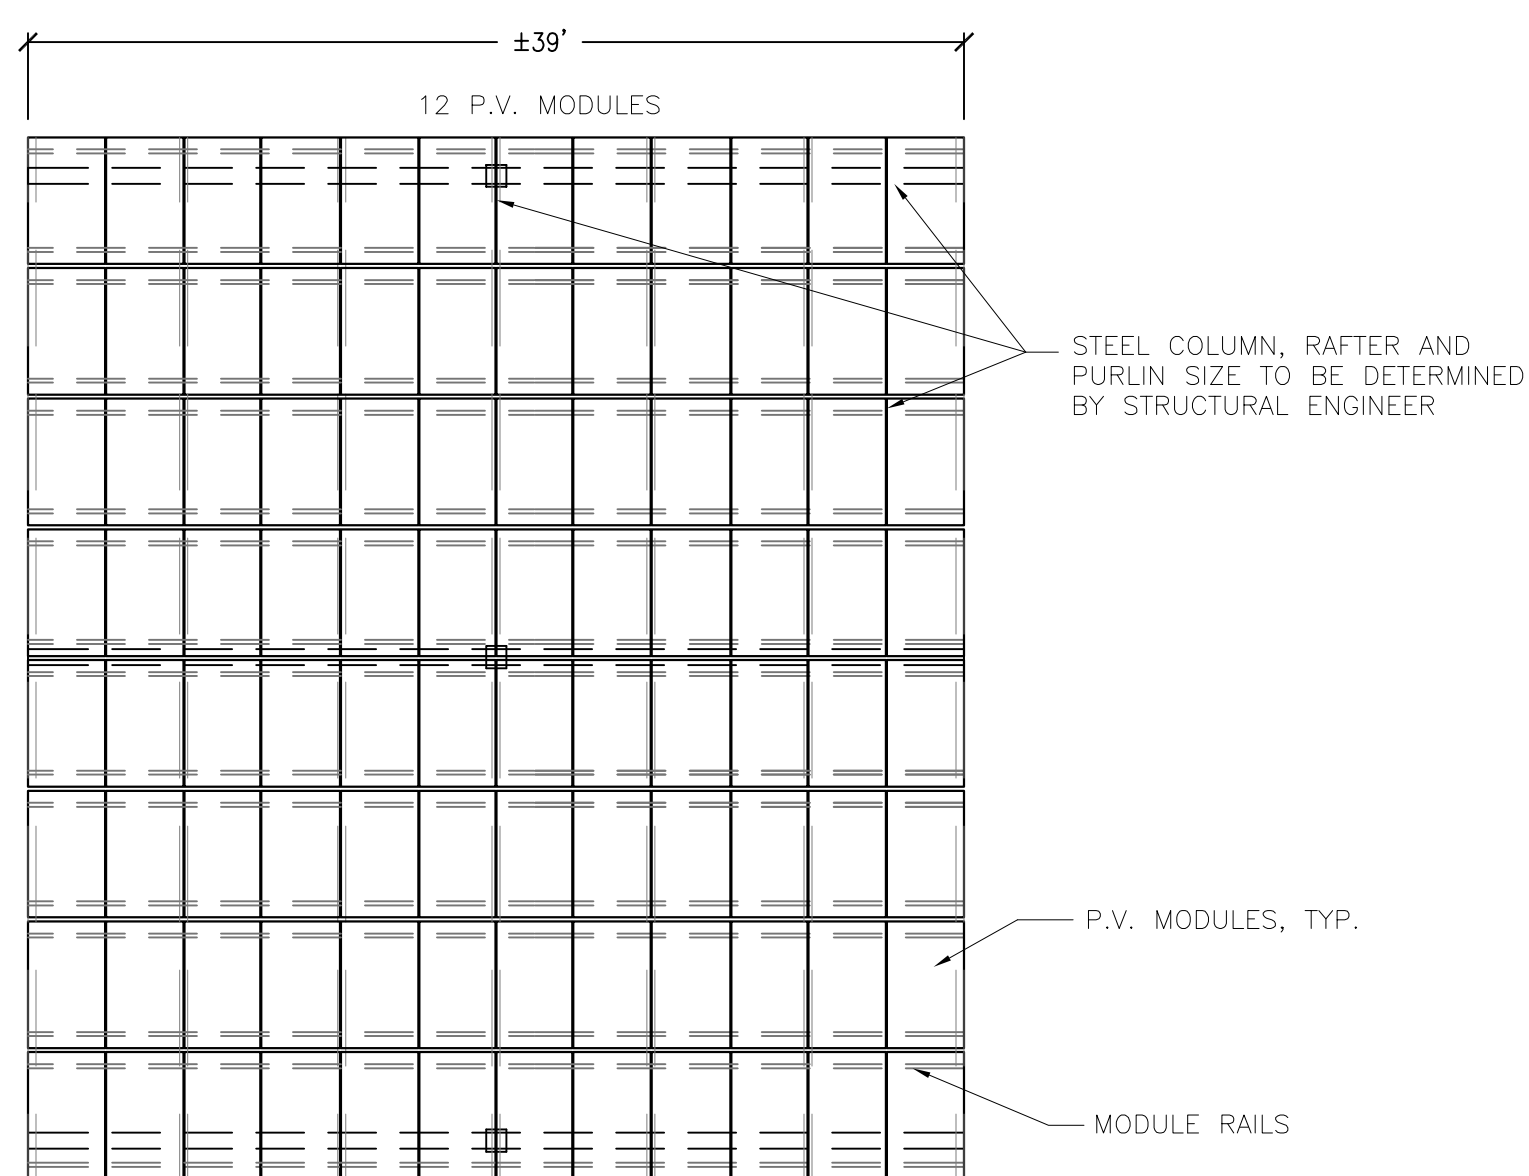 ±39'
12 P.V. MODULES
STEEL COLUMN, RAFTER AND
PURLIN SIZE TO BE DETERMINED
BY STRUCTURAL ENGINEER
P.V. MODULES, TYP.
MODULE RAILS